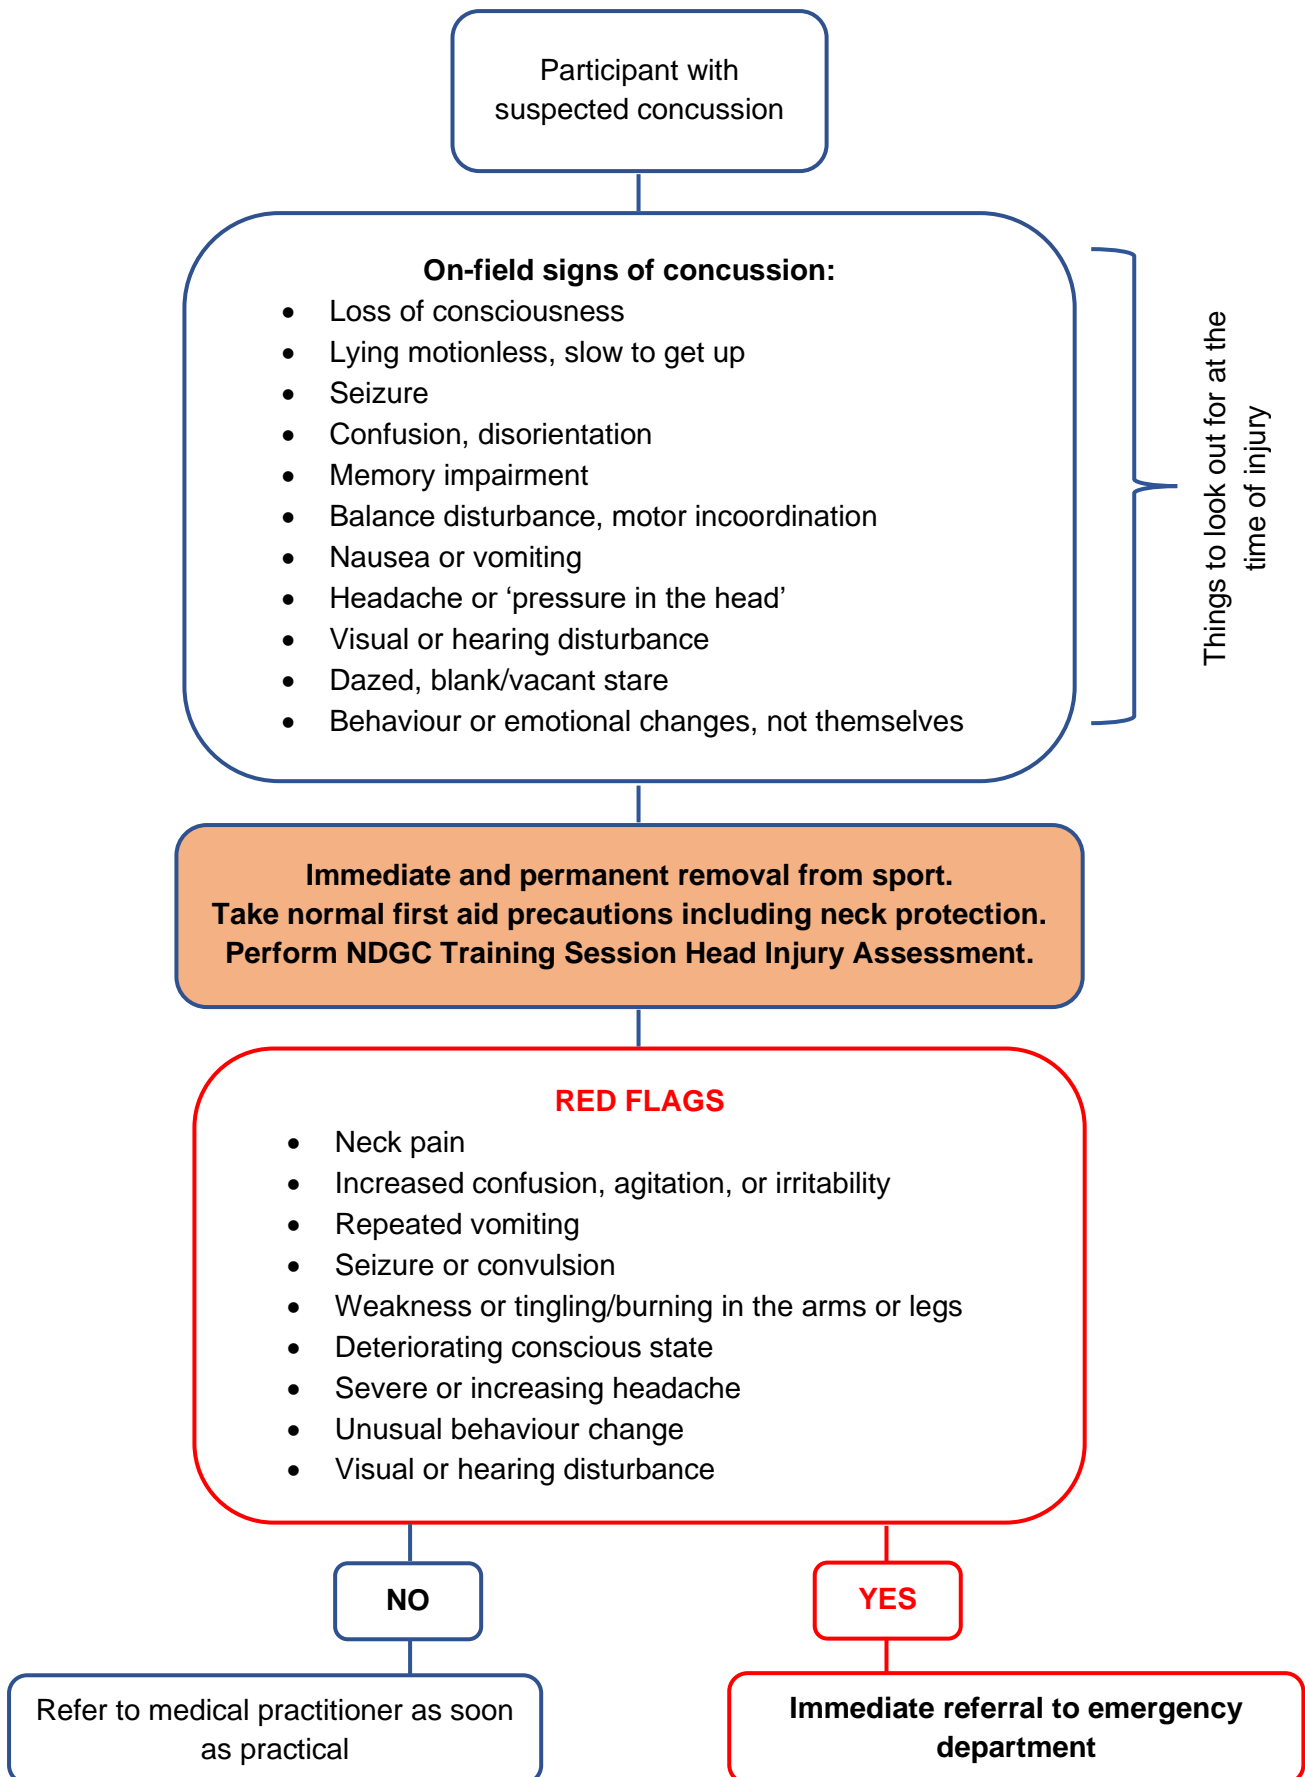 Participant with
suspected concussion
On-field signs of concussion:
• Loss of consciousness
• Lying motionless, slow to get up
• Seizure
• Confusion, disorientation
• Memory impairment
• Balance disturbance, motor incoordination
• Nausea or vomiting
• Headache or ‘pressure in the head’
• Visual or hearing disturbance
• Dazed, blank/vacant stare
• Behaviour or emotional changes, not themselves
Things to look out for at the
time of injury
Immediate and permanent removal from sport.
Take normal first aid precautions including neck protection.
Perform NDGC Training Session Head Injury Assessment.
RED FLAGS
• Neck pain
• Increased confusion, agitation, or irritability
• Repeated vomiting
• Seizure or convulsion
• Weakness or tingling/burning in the arms or legs
• Deteriorating conscious state
• Severe or increasing headache
• Unusual behaviour change
• Visual or hearing disturbance
NO
YES
Refer to medical practitioner as soon
as practical
Immediate referral to emergency
department